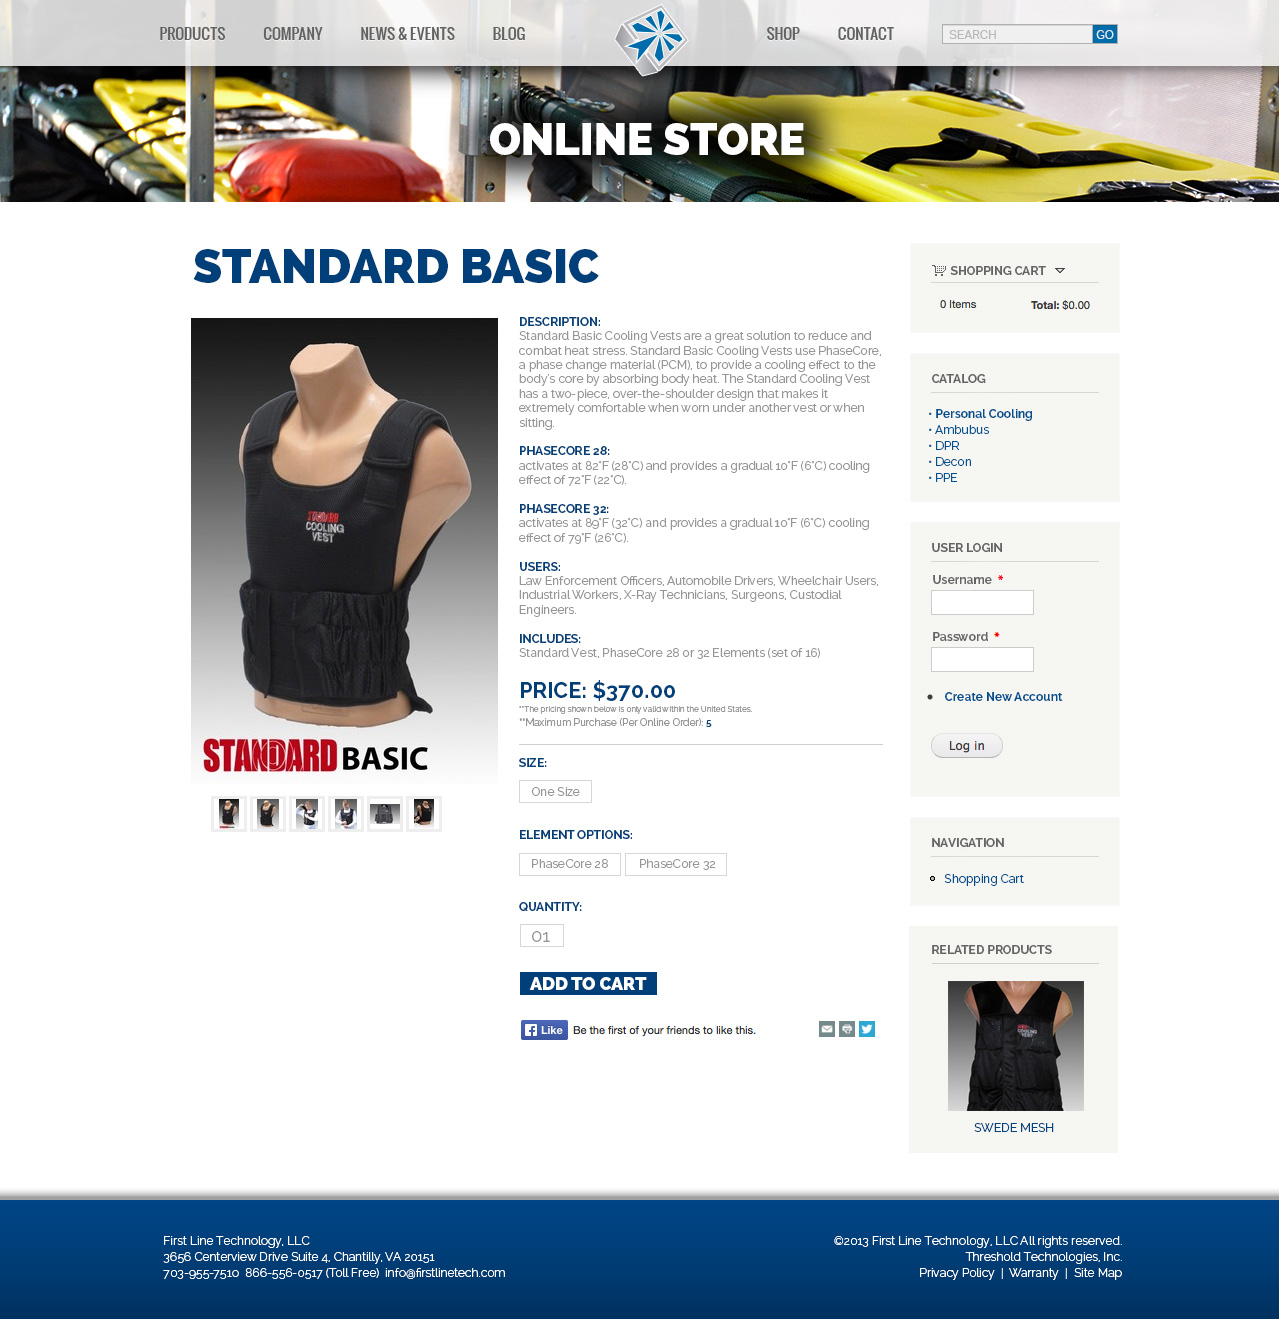 PRODUCTS COMPANY NEWS & EVENTS BLOG SHOP CONTACT SEARCH GO
ONLINE STORE
STANDARD BASIC
TANDARD
COOLING
VEST
STANDARD BASIC
DESCRIPTION:
Standard Basic Cooling Vests are a great solution to reduce and
combat heat stress. Standard Basic Cooling Vests use PhaseCore,
a phase change material (PCM), to provide a cooling effect to the
body's core by absorbing body heat. The Standard Cooling Vest
has a two-piece, over-the-shoulder design that makes it
extremely comfortable when worn under another vest or when
sitting.
PHASECORE 28:
activates at 82°F (28°C) and provides a gradual 10°F (6°C) cooling
effect of 72°F (22°C).
PHASECORE 32:
activates at 89°F (32°C) and provides a gradual 10°F (6°C) cooling
effect of 79°F (26°C).
USERS:
Law Enforcement Officers, Automobile Drivers, Wheelchair Users,
Industrial Workers, X-Ray Technicians, Surgeons, Custodial
Engineers.
INCLUDES:
Standard Vest, PhaseCore 28 or 32 Elements (set of 16)
PRICE: $370.00
**The pricing shown below is only valid within the United States.
**Maximum Purchase (Per Online Order): 5
SIZE:
One Size
ELEMENT OPTIONS:
PhaseCore 28 PhaseCore 32
QUANTITY:
01
ADD TO CART
Like Be the first of your friends to like this.
SHOPPING CART
0 Items Total: $0.00
CATALOG
• Personal Cooling
• Ambubus
• DPR
• Decon
• PPE
USER LOGIN
Username *
Password *
• Create New Account
Log in
NAVIGATION
Shopping Cart
RELATED PRODUCTS
COOLING
VEST
SWEDE MESH
First Line Technology, LLC
3656 Centerview Drive Suite 4, Chantilly, VA 20151
703-955-7510 866-556-0517 (Toll Free) info@firstlinetech.com
©2013 First Line Technology, LLC All rights reserved.
Threshold Technologies, Inc.
Privacy Policy | Warranty | Site Map